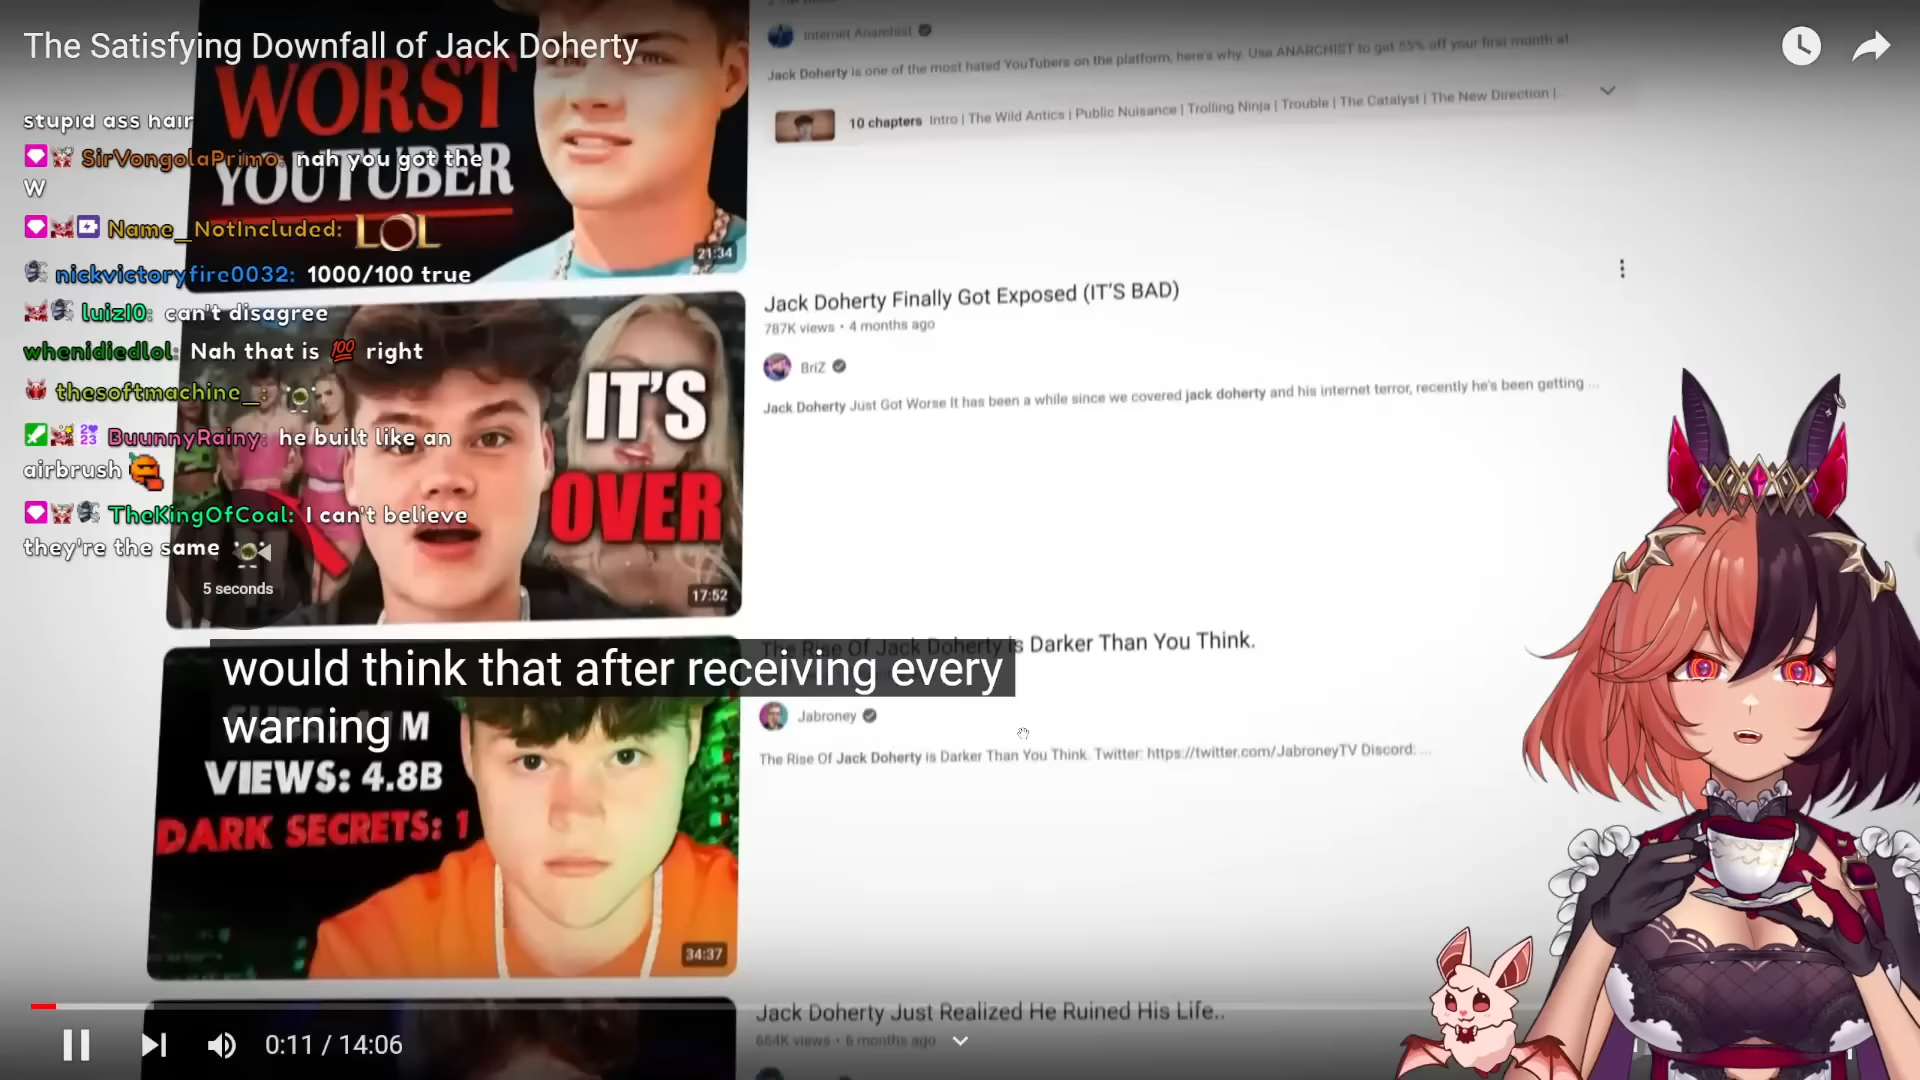 The Satisfying Downfall of Jack Doherty
Internet Anarchist
Jack Doherty is one of the most hated YouTubers on the platform, here's why. Use ANARCHIST to get 55% off your first month at
10 chapters Intro | The Wild Antics | Public Nuisance | Trolling Ninja | Trouble | The Catalyst | The New Direction |
WORST
YOUTUBER
21:34
stupid ass hair
SirVongolaPrimo: nah you got the
W
Name_NotIncluded: LOL
nickvictoryfire0032: 1000/100 true
luizl0: can't disagree
whenidiedlol: Nah that is 💯 right
thesoftmachine_:
BuunnyRainy: he built like an
airbrush
TheKingOfCoal: I can't believe
they're the same
5 seconds
Jack Doherty Finally Got Exposed (IT'S BAD)
787K views • 4 months ago
BriZ
Jack Doherty Just Got Worse It has been a while since we covered jack doherty and his internet terror, recently he's been getting ...
IT'S
OVER
17:52
The Rise Of Jack Doherty is Darker Than You Think.
would think that after receiving every
warning
Jabroney
The Rise Of Jack Doherty is Darker Than You Think. Twitter: https://twitter.com/JabroneyTV Discord: ...
M
VIEWS: 4.8B
DARK SECRETS: 1
34:37
Jack Doherty Just Realized He Ruined His Life..
664K views • 6 months ago
0:11 / 14:06